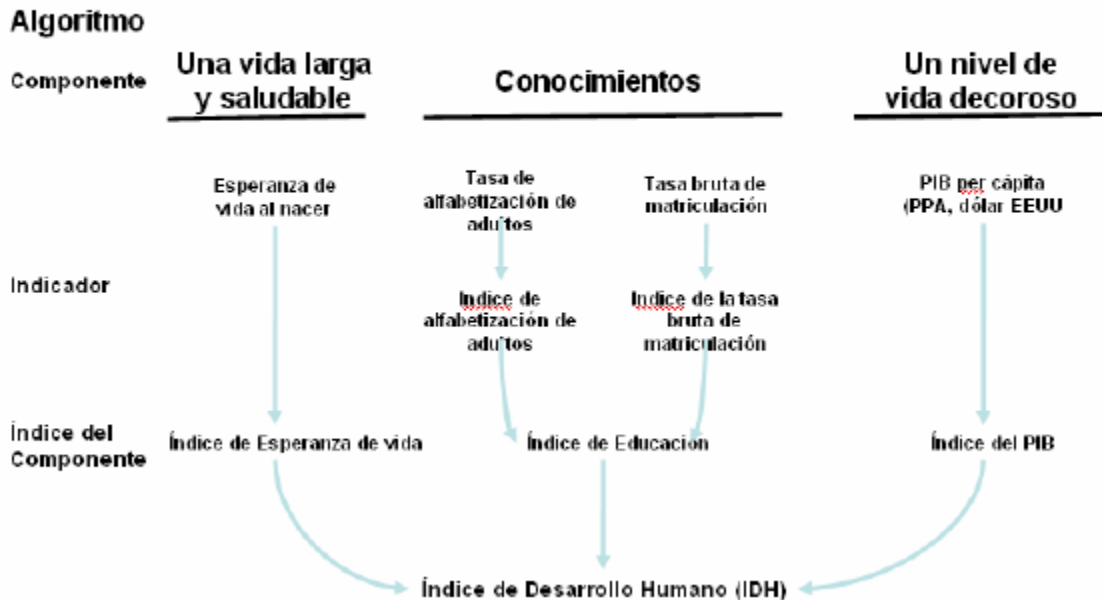 Algoritmo
Componente
Una vida larga
y saludable
Conocimientos
Un nivel de
vida decoroso
Esperanza de
vida al nacer
Tasa de
alfabetización de
adultos
Tasa bruta de
matriculación
PIB per cápita
(PPA, dólar EEUU
Indicador
Indice de
alfabetización de
adultos
Indice de la tasa
bruta de
matriculación
Índice del
Componente
Índice de Esperanza de vida
Índice de Educación
Índice del PIB
Índice de Desarrollo Humano (IDH)